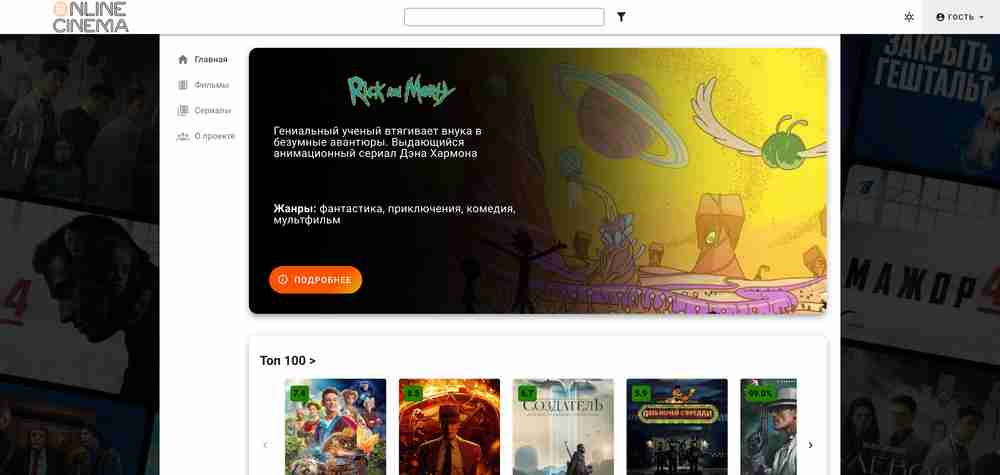 ONLINE
CINEMA
ГОСТЬ
Главная
Фильмы
Сериалы
О проекте
Rick and Morty
Гениальный ученый втягивает внука в
безумные авантюры. Выдающийся
анимационный сериал Дэна Хармона
Жанры: фантастика, приключения, комедия,
мультфильм
ПОДРОБНЕЕ
ЗАКРЫТЬ
ГЕШТАЛЬТ
МАЖОР 4
4
Топ 100 >
7.4
8.5
6.7
СОЗДАТЕЛЬ
5.9
99.0%